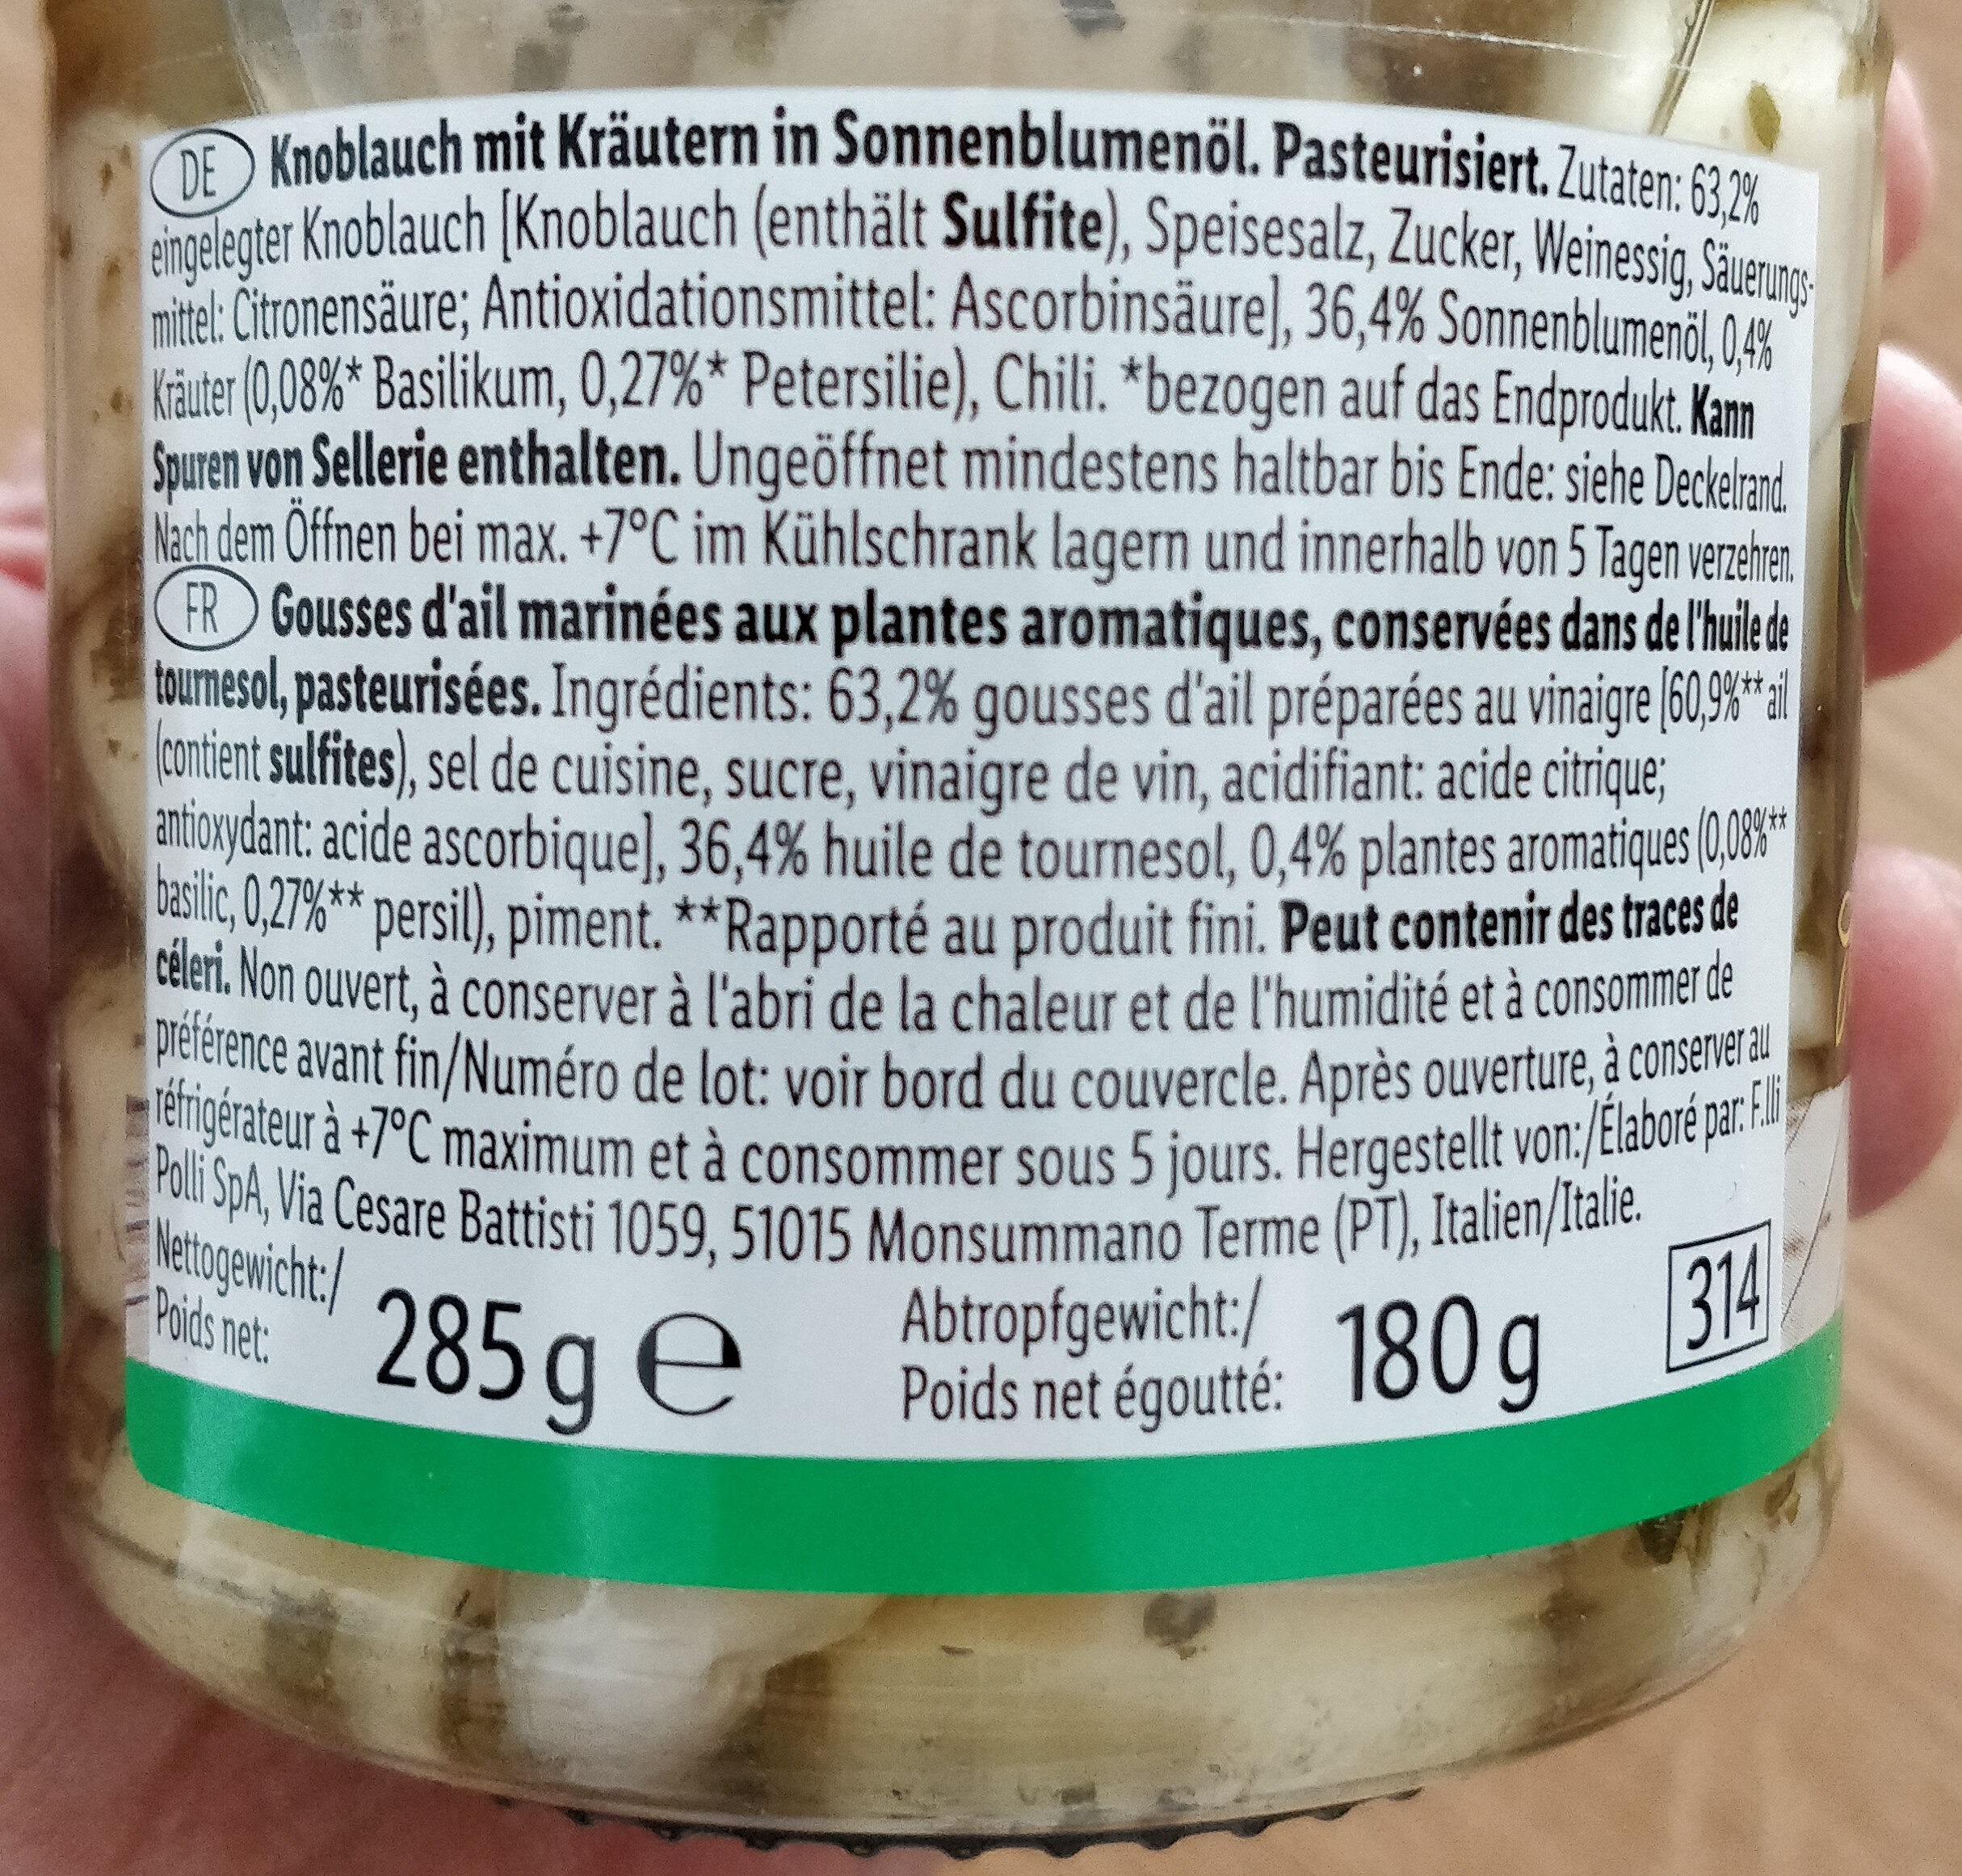 DE Knoblauch mit Kräutern in Sonnenblumenöl. Pasteurisiert. Zutaten: 63,2%
eingelegter Knoblauch [Knoblauch (enthält Sulfite), Speisesalz, Zucker, Weinessig, Säuerungs-
mittel: Citronensäure; Antioxidationsmittel: Ascorbinsäure], 36,4% Sonnenblumenöl, 0,4%
Kräuter (0,08%* Basilikum, 0,27%* Petersilie), Chili. *bezogen auf das Endprodukt. Kann
Spuren von Sellerie enthalten. Ungeöffnet mindestens haltbar bis Ende: siehe Deckelrand.
Nach dem Öffnen bei max. +7°C im Kühlschrank lagern und innerhalb von 5 Tagen verzehren.
FR Gousses d'ail marinées aux plantes aromatiques, conservées dans de l'huile de
tournesol, pasteurisées. Ingrédients: 63,2% gousses d'ail préparées au vinaigre [60,9%** ail
(contient sulfites), sel de cuisine, sucre, vinaigre de vin, acidifiant: acide citrique;
antioxydant: acide ascorbique], 36,4% huile de tournesol, 0,4% plantes aromatiques (0,08%**
basilic, 0,27%** persil), piment. **Rapporté au produit fini. Peut contenir des traces de
céleri. Non ouvert, à conserver à l'abri de la chaleur et de l'humidité et à consommer de
préférence avant fin/Numéro de lot: voir bord du couvercle. Après ouverture, à conserver au
réfrigérateur à +7°C maximum et à consommer sous 5 jours. Hergestellt von:/Élaboré par: F.lli
Polli SpA, Via Cesare Battisti 1059, 51015 Monsummano Terme (PT), Italien/Italie.
Nettogewicht:/
Poids net:
285 g e
Abtropfgewicht:/
Poids net égoutté:
180 g
314